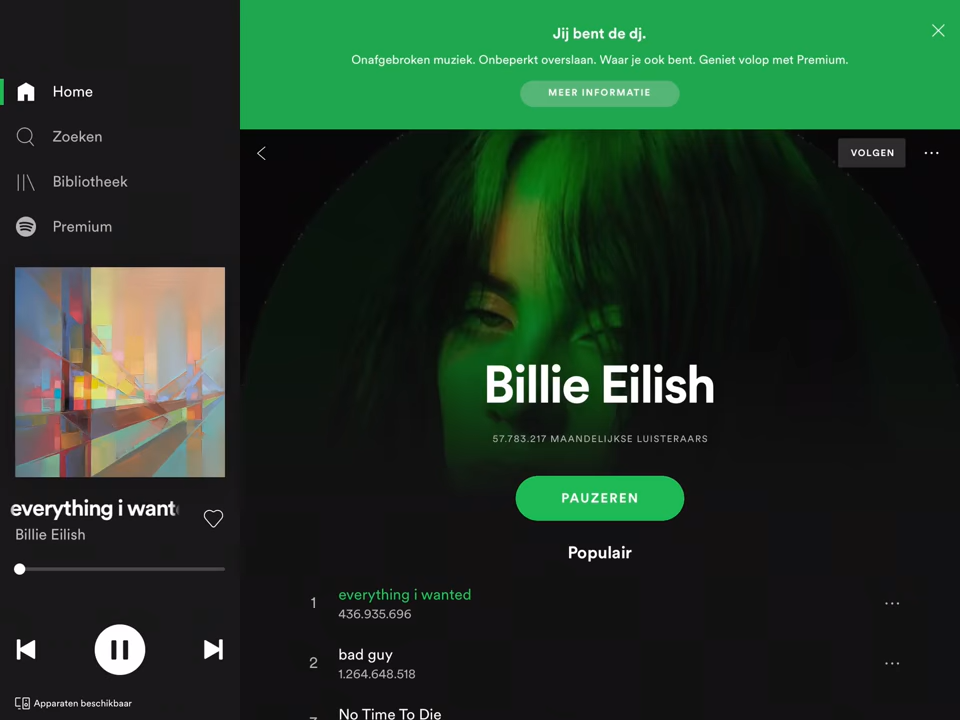 Home
Zoeken
Bibliotheek
Premium
everything i want
Billie Eilish
Apparaten beschikbaar
Jij bent de dj.
Onafgebroken muziek. Onbeperkt overslaan. Waar je ook bent. Geniet volop met Premium.
MEER INFORMATIE
VOLGEN
Billie Eilish
57.783.217 MAANDELIJKSE LUISTERAARS
PAUZEREN
Populair
1 everything i wanted
436.935.696
2 bad guy
1.264.648.518
No Time To Die